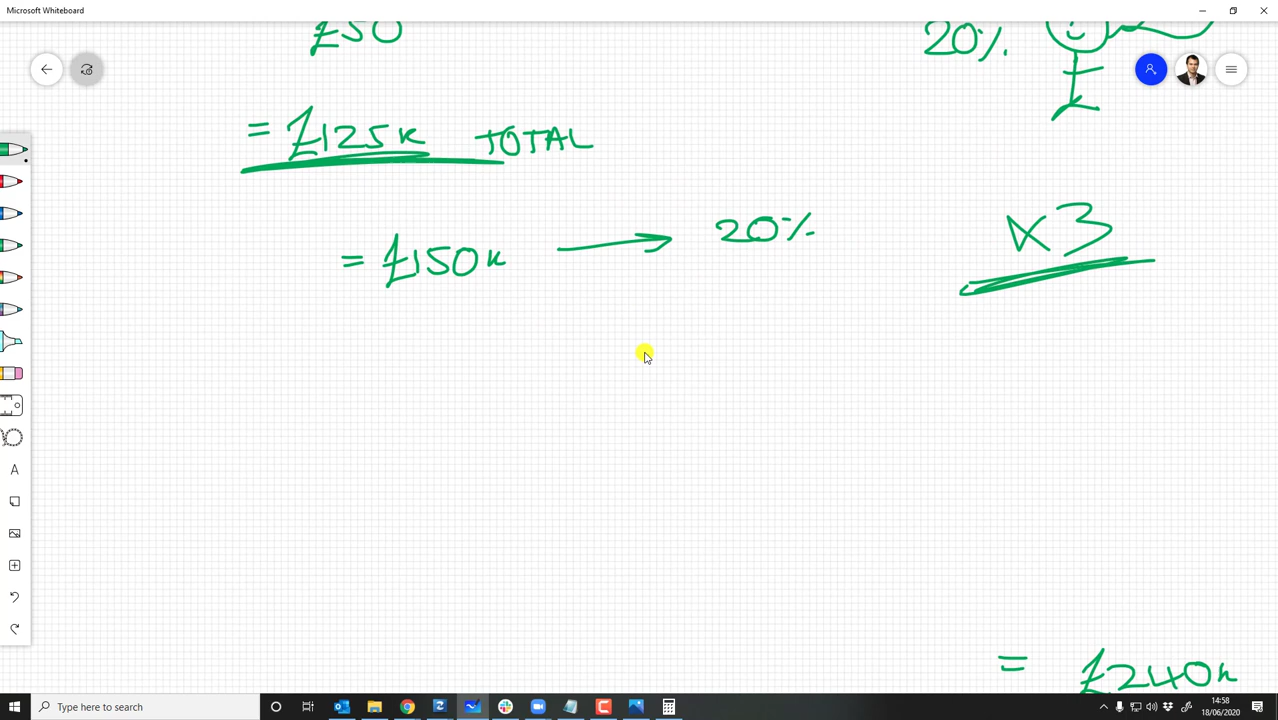 Microsoft Whiteboard
£50
20%
= £125K TOTAL
= £150K → 20%
x3
A
= £240K
Type here to search
14:58
18/06/2020